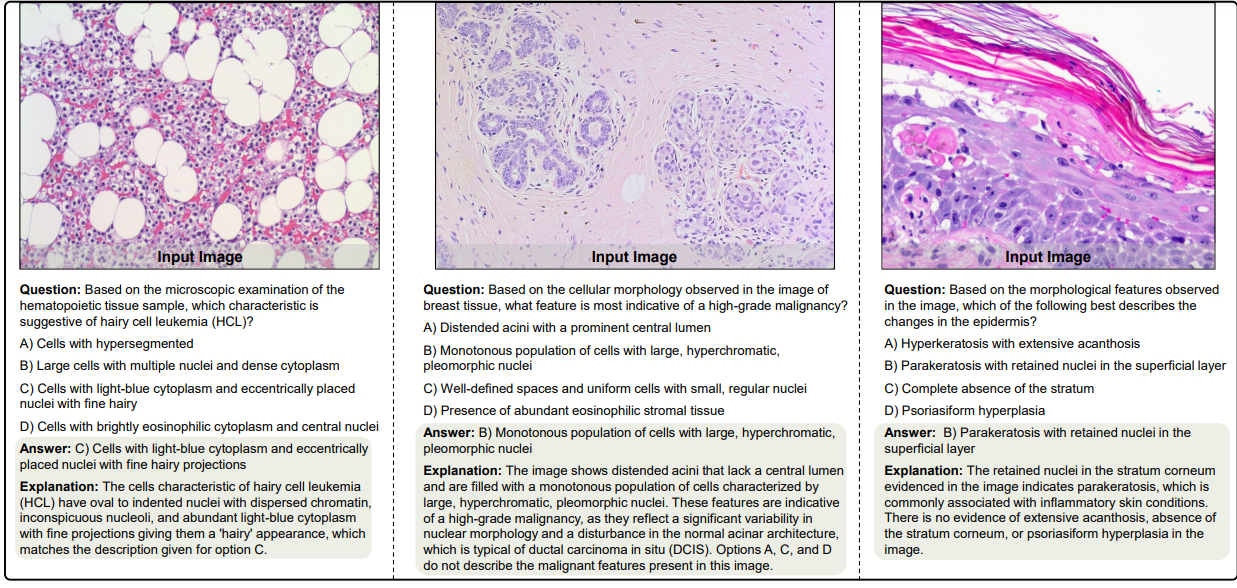 Input Image
Question: Based on the microscopic examination of the
hematopoietic tissue sample, which characteristic is
suggestive of hairy cell leukemia (HCL)?
A) Cells with hypersegmented
B) Large cells with multiple nuclei and dense cytoplasm
C) Cells with light-blue cytoplasm and eccentrically placed
nuclei with fine hairy
D) Cells with brightly eosinophilic cytoplasm and central nuclei
Answer: C) Cells with light-blue cytoplasm and eccentrically
placed nuclei with fine hairy projections
Explanation: The cells characteristic of hairy cell leukemia
(HCL) have oval to indented nuclei with dispersed chromatin,
inconspicuous nucleoli, and abundant light-blue cytoplasm
with fine projections giving them a 'hairy' appearance, which
matches the description given for option C.
Input Image
Question: Based on the cellular morphology observed in the image of
breast tissue, what feature is most indicative of a high-grade malignancy?
A) Distended acini with a prominent central lumen
B) Monotonous population of cells with large, hyperchromatic,
pleomorphic nuclei
C) Well-defined spaces and uniform cells with small, regular nuclei
D) Presence of abundant eosinophilic stromal tissue
Answer: B) Monotonous population of cells with large, hyperchromatic,
pleomorphic nuclei
Explanation: The image shows distended acini that lack a central lumen
and are filled with a monotonous population of cells characterized by
large, hyperchromatic, pleomorphic nuclei. These features are indicative
of a high-grade malignancy, as they reflect a significant variability in
nuclear morphology and a disturbance in the normal acinar architecture,
which is typical of ductal carcinoma in situ (DCIS). Options A, C, and D
do not describe the malignant features present in this image.
Input Image
Question: Based on the morphological features observed
in the image, which of the following best describes the
changes in the epidermis?
A) Hyperkeratosis with extensive acanthosis
B) Parakeratosis with retained nuclei in the superficial layer
C) Complete absence of the stratum
D) Psoriasiform hyperplasia
Answer: B) Parakeratosis with retained nuclei in the
superficial layer
Explanation: The retained nuclei in the stratum corneum
evidenced in the image indicates parakeratosis, which is
commonly associated with inflammatory skin conditions.
There is no evidence of extensive acanthosis, absence of
the stratum corneum, or psoriasiform hyperplasia in the
image.